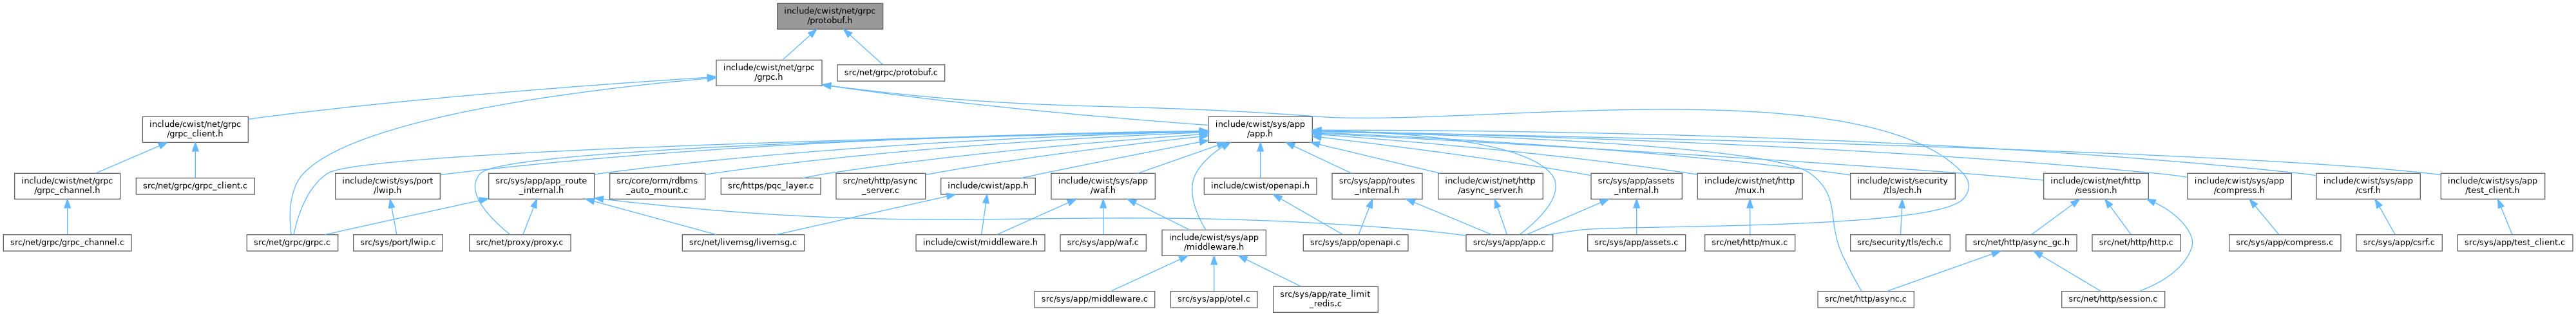 include/cwist/net/grpc
/protobuf.h
include/cwist/net/grpc
/grpc.h
src/net/grpc/protobuf.c
include/cwist/net/grpc
/grpc_client.h
include/cwist/sys/app
/app.h
include/cwist/net/grpc
/grpc_channel.h
src/net/grpc/grpc_client.c
include/cwist/sys/port
/lwip.h
src/sys/app/app_route
_internal.h
src/core/orm/rdbms
_auto_mount.c
src/https/pqc_layer.c
src/net/http/async
_server.c
include/cwist/app.h
include/cwist/sys/app
/waf.h
include/cwist/openapi.h
src/sys/app/routes
_internal.h
include/cwist/net/http
/async_server.h
src/sys/app/assets
_internal.h
include/cwist/net/http
/mux.h
include/cwist/security
/tls/ech.h
include/cwist/net/http
/session.h
include/cwist/sys/app
/compress.h
include/cwist/sys/app
/csrf.h
include/cwist/sys/app
/test_client.h
src/net/grpc/grpc_channel.c
src/net/grpc/grpc.c
src/sys/port/lwip.c
src/net/proxy/proxy.c
src/net/livemsg/livemsg.c
include/cwist/middleware.h
src/sys/app/waf.c
include/cwist/sys/app
/middleware.h
src/sys/app/openapi.c
src/sys/app/app.c
src/sys/app/assets.c
src/net/http/mux.c
src/security/tls/ech.c
src/net/http/async_gc.h
src/net/http/http.c
src/sys/app/compress.c
src/sys/app/csrf.c
src/sys/app/test_client.c
src/sys/app/middleware.c
src/sys/app/otel.c
src/sys/app/rate_limit
_redis.c
src/net/http/async.c
src/net/http/session.c